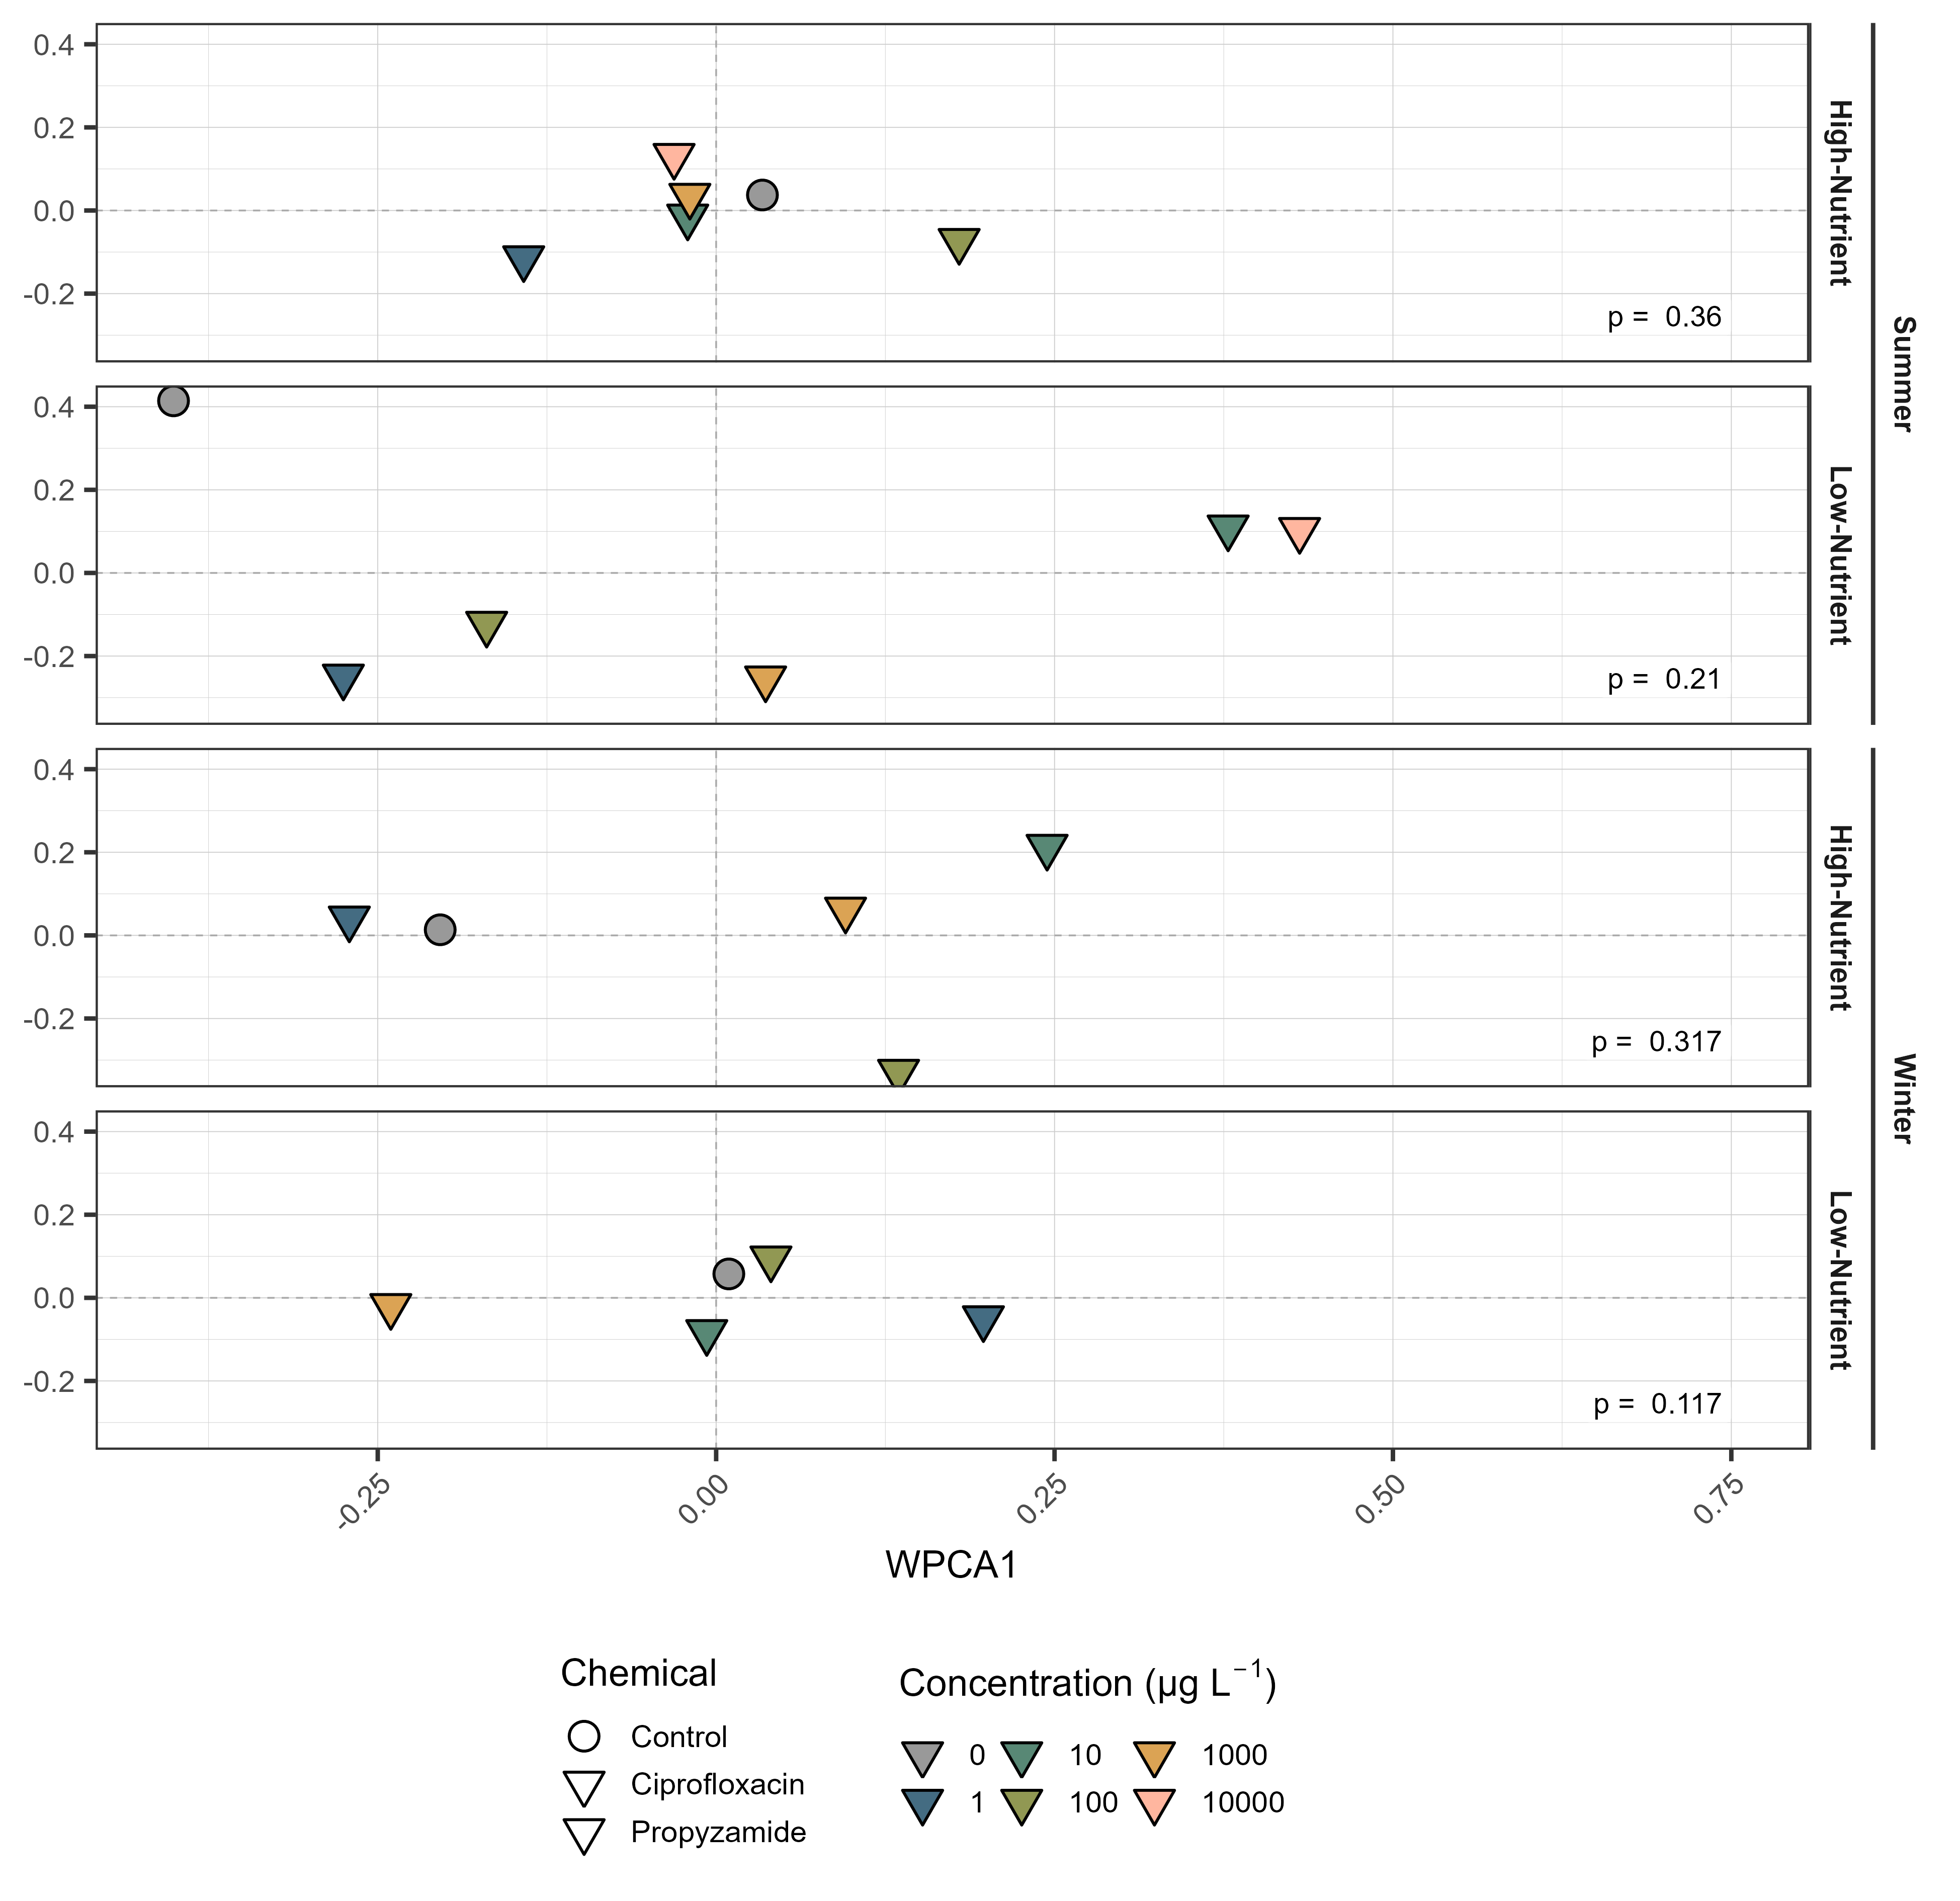 0.4
0.2
0.0
-0.2
p = 0.36
High-Nutrient
Summer
0.4
0.2
0.0
-0.2
p = 0.21
Low-Nutrient
0.4
0.2
0.0
-0.2
p = 0.317
High-Nutrient
Winter
0.4
0.2
0.0
-0.2
p = 0.117
Low-Nutrient
-0.25 0.00 0.25 0.50 0.75
WPCA1
Chemical
Control
Ciprofloxacin
Propyzamide
Concentration (µg L⁻¹)
0 10 1000
1 100 10000